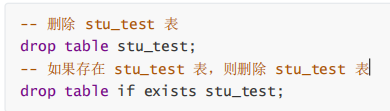 -- 删除 stu_test 表
drop table stu_test;
-- 如果存在 stu_test 表，则删除 stu_test 表
drop table if exists stu_test;